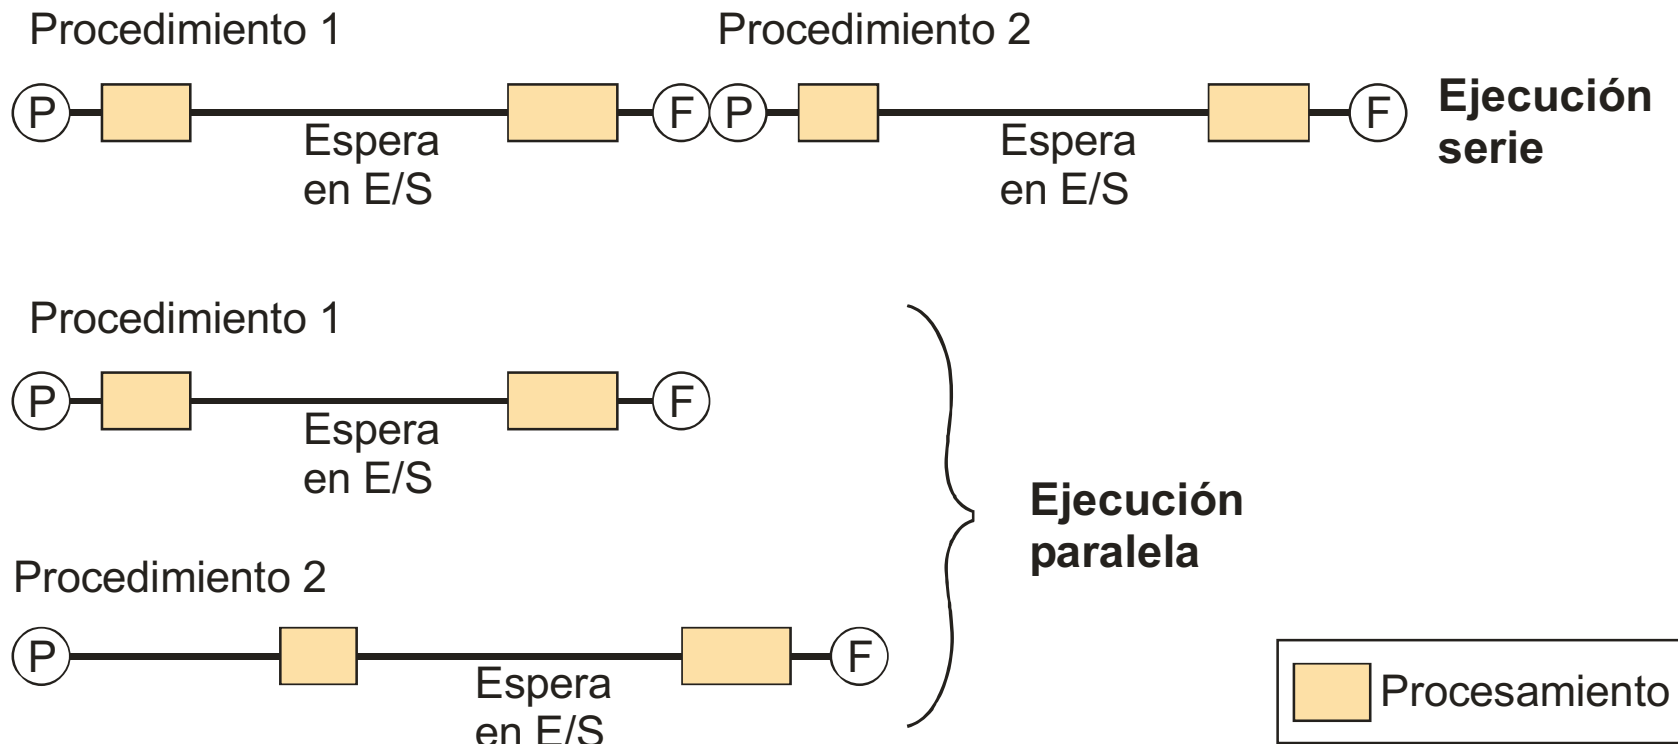 Procedimiento 1
Procedimiento 2
P
F
P
F
Espera
en E/S
Espera
en E/S
Ejecución
serie
Procedimiento 1
P
F
Espera
en E/S
Procedimiento 2
P
F
Espera
en E/S
Ejecución
paralela
Procesamiento